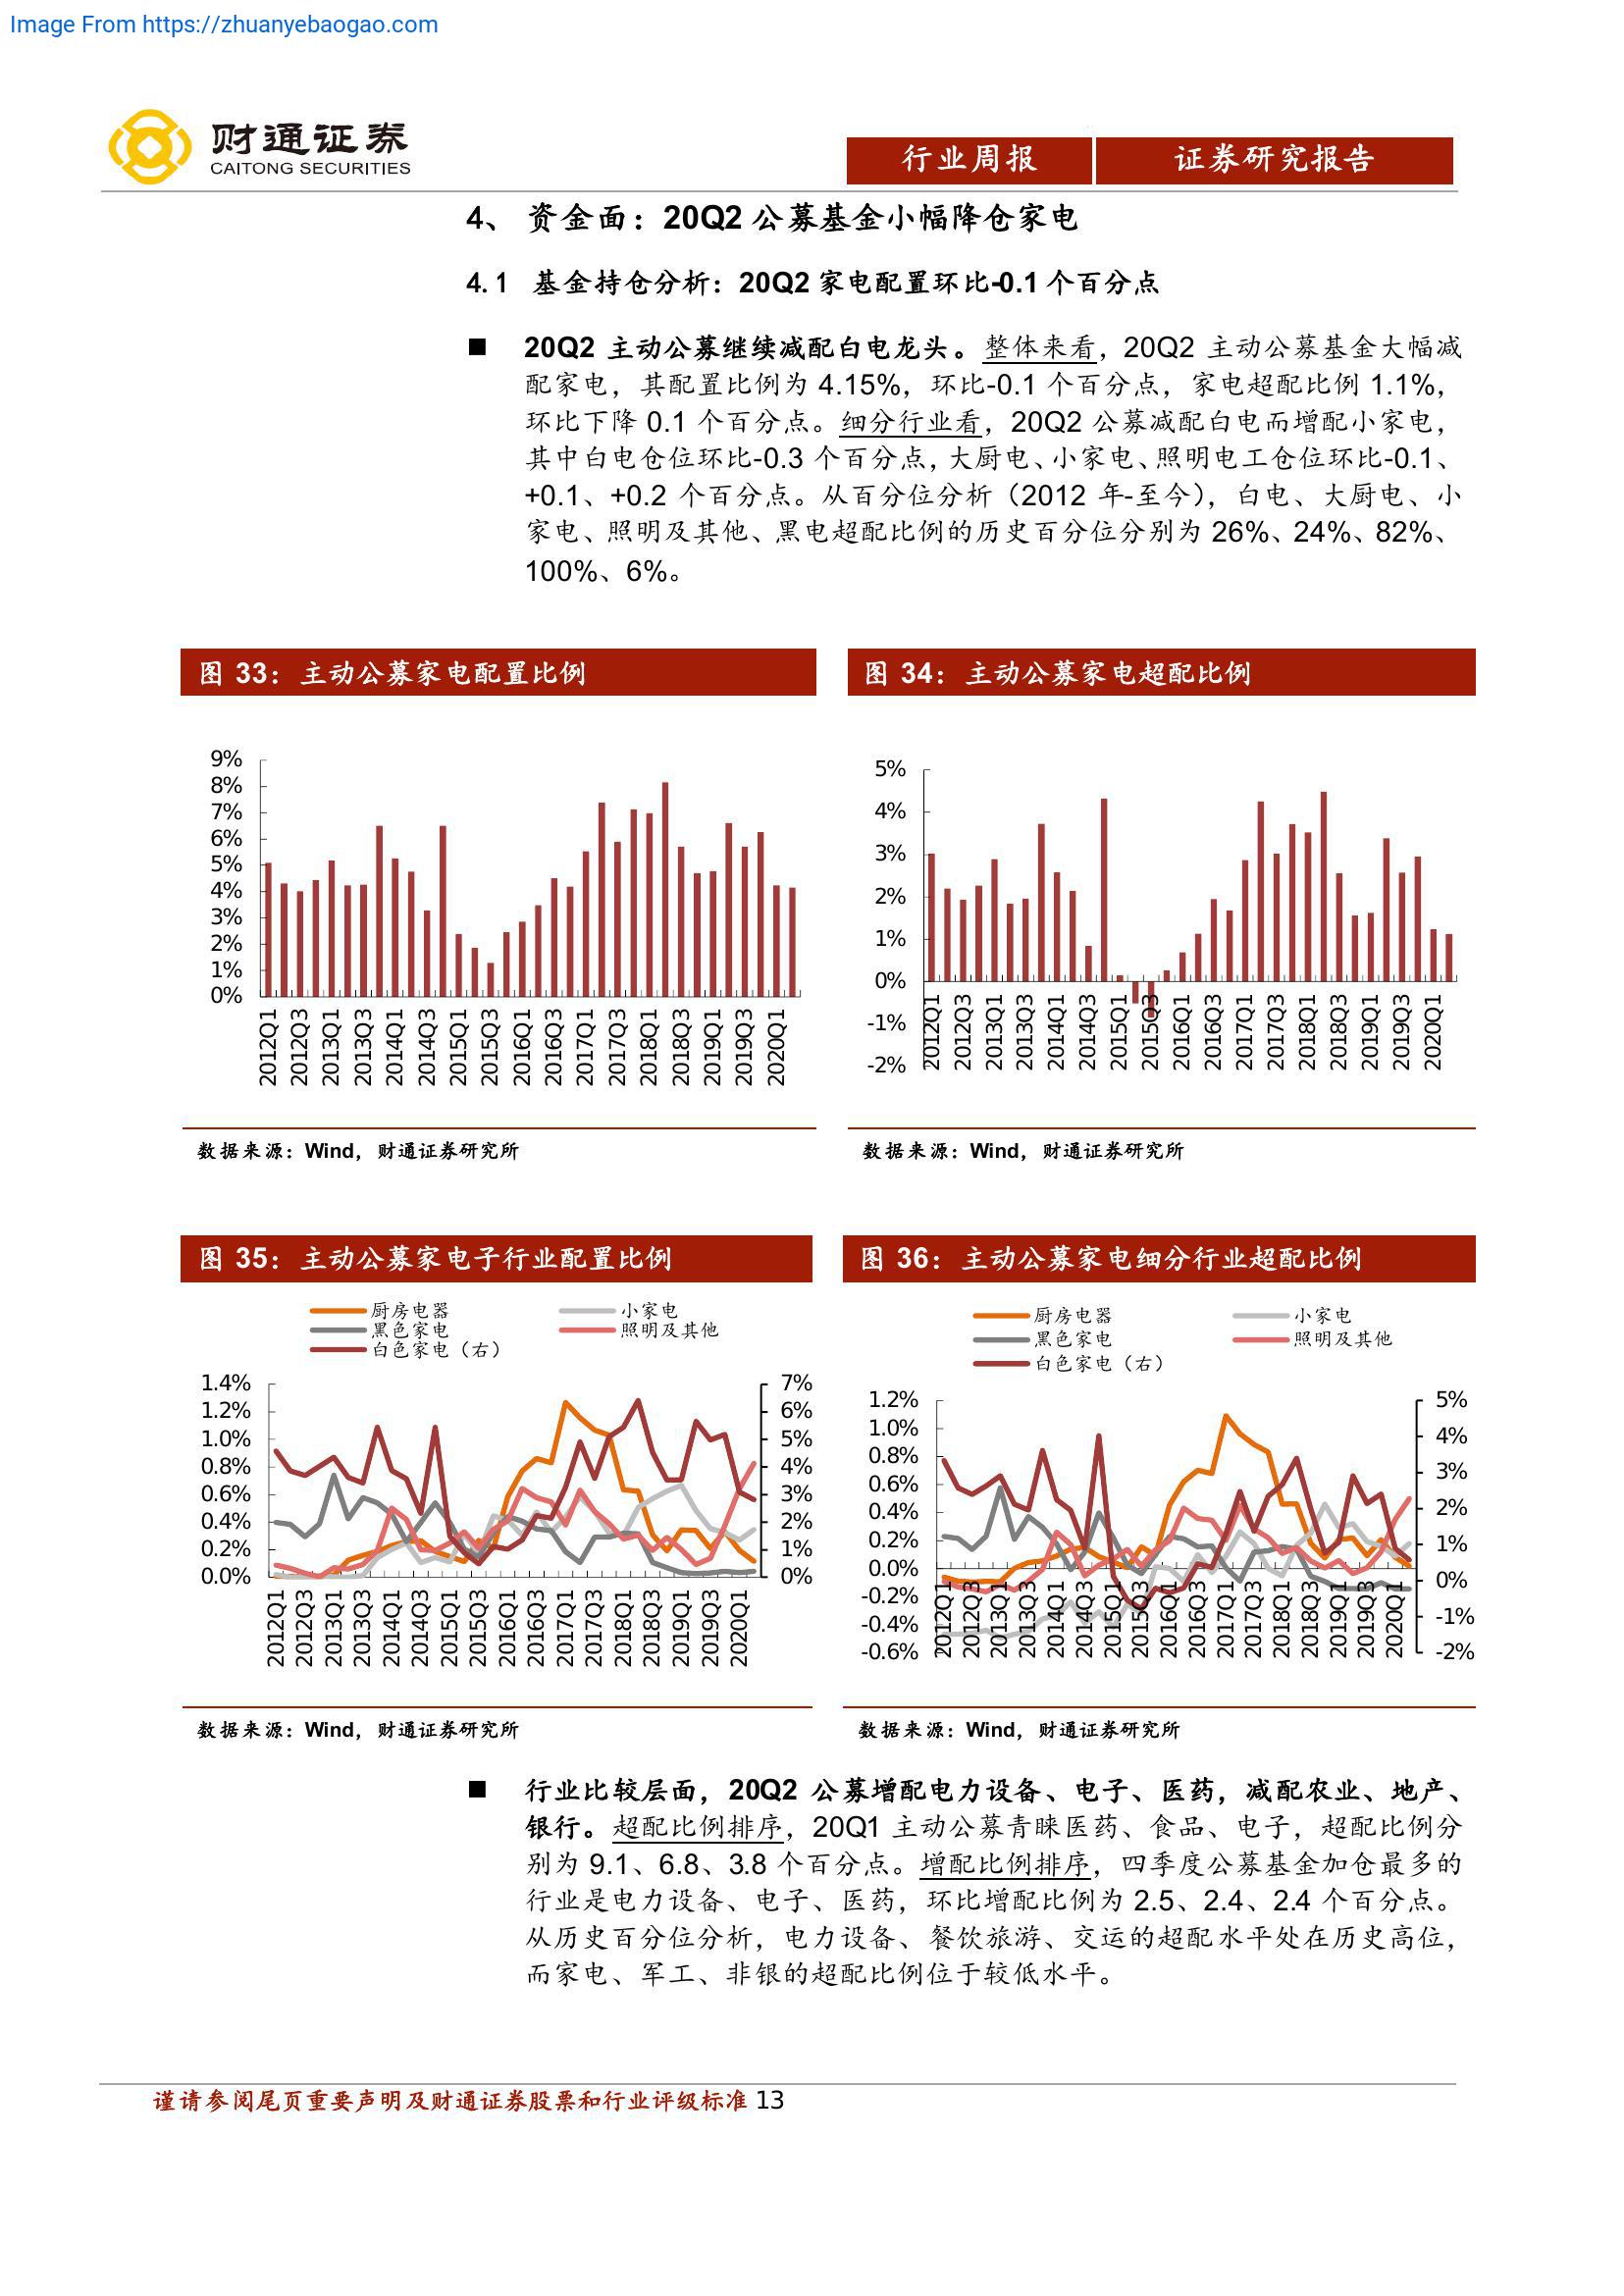 Image From https://zhuanyebaogao.com
财通证券
CAITONG SECURITIES
行业周报
证券研究报告
4、 资金面：20Q2 公募基金小幅降仓家电
4.1 基金持仓分析：20Q2 家电配置环比-0.1 个百分点
■ 20Q2 主动公募继续减配白电龙头。整体来看，20Q2 主动公募基金大幅减
配家电，其配置比例为 4.15%，环比-0.1 个百分点，家电超配比例 1.1%，
环比下降 0.1 个百分点。细分行业看，20Q2 公募减配白电而增配小家电，
其中白电仓位环比-0.3 个百分点，大厨电、小家电、照明电工仓位环比-0.1、
+0.1、+0.2 个百分点。从百分位分析（2012 年-至今），白电、大厨电、小
家电、照明及其他、黑电超配比例的历史百分位分别为 26%、24%、82%、
100%、6%。
图 33：主动公募家电配置比例
9%
8%
7%
6%
5%
4%
3%
2%
1%
0%
2012Q1
2012Q3
2013Q1
2013Q3
2014Q1
2014Q3
2015Q1
2015Q3
2016Q1
2016Q3
2017Q1
2017Q3
2018Q1
2018Q3
2019Q1
2019Q3
2020Q1
数据来源：Wind，财通证券研究所
图 34：主动公募家电超配比例
5%
4%
3%
2%
1%
0%
-1%
-2%
2012Q1
2012Q3
2013Q1
2013Q3
2014Q1
2014Q3
2015Q1
2015Q3
2016Q1
2016Q3
2017Q1
2017Q3
2018Q1
2018Q3
2019Q1
2019Q3
2020Q1
数据来源：Wind，财通证券研究所
图 35：主动公募家电子行业配置比例
厨房电器
小家电
黑色家电
照明及其他
白色家电（右）
1.4%
1.2%
1.0%
0.8%
0.6%
0.4%
0.2%
0.0%
7%
6%
5%
4%
3%
2%
1%
0%
2012Q1
2012Q3
2013Q1
2013Q3
2014Q1
2014Q3
2015Q1
2015Q3
2016Q1
2016Q3
2017Q1
2017Q3
2018Q1
2018Q3
2019Q1
2019Q3
2020Q1
数据来源：Wind，财通证券研究所
图 36：主动公募家电细分行业超配比例
厨房电器
小家电
黑色家电
照明及其他
白色家电（右）
1.2%
1.0%
0.8%
0.6%
0.4%
0.2%
0.0%
-0.2%
-0.4%
-0.6%
5%
4%
3%
2%
1%
0%
-1%
-2%
2012Q1
2012Q3
2013Q1
2013Q3
2014Q1
2014Q3
2015Q1
2015Q3
2016Q1
2016Q3
2017Q1
2017Q3
2018Q1
2018Q3
2019Q1
2019Q3
2020Q1
数据来源：Wind，财通证券研究所
■ 行业比较层面，20Q2 公募增配电力设备、电子、医药，减配农业、地产、
银行。超配比例排序，20Q1 主动公募青睐医药、食品、电子，超配比例分
别为 9.1、6.8、3.8 个百分点。增配比例排序，四季度公募基金加仓最多的
行业是电力设备、电子、医药，环比增配比例为 2.5、2.4、2.4 个百分点。
从历史百分位分析，电力设备、餐饮旅游、交运的超配水平处在历史高位，
而家电、军工、非银的超配比例位于较低水平。
谨请参阅尾页重要声明及财通证券股票和行业评级标准 13